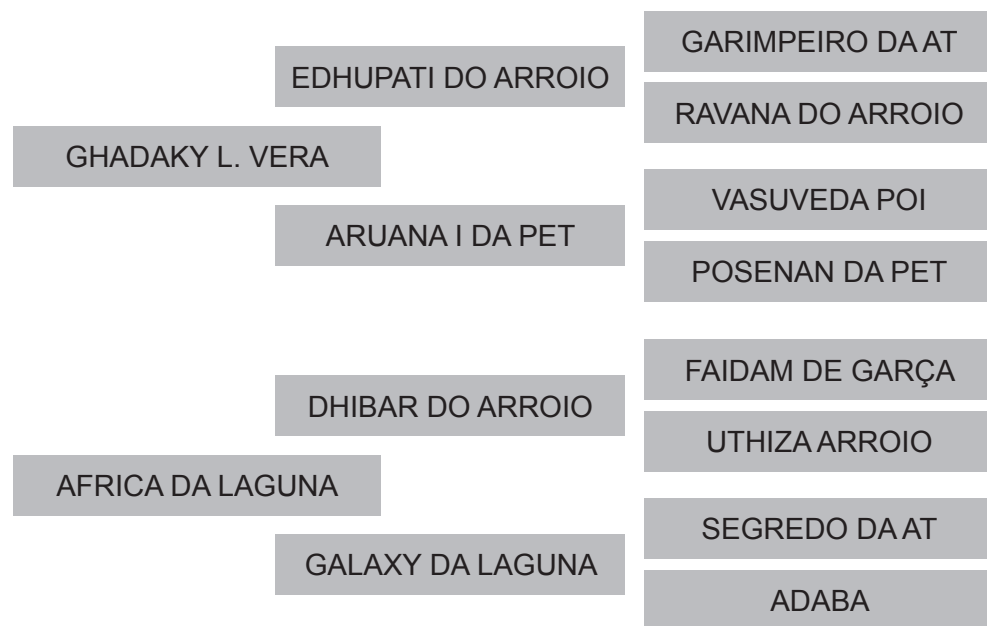 GARIMPEIRO DA AT
EDHUPATI DO ARROIO
RAVANA DO ARROIO
GHADAKY L. VERA
VASUVEDA POI
ARUANA I DA PET
POSENAN DA PET
FAIDAM DE GARÇA
DHIBAR DO ARROIO
UTHIZA ARROIO
AFRICA DA LAGUNA
SEGREDO DA AT
GALAXY DA LAGUNA
ADABA